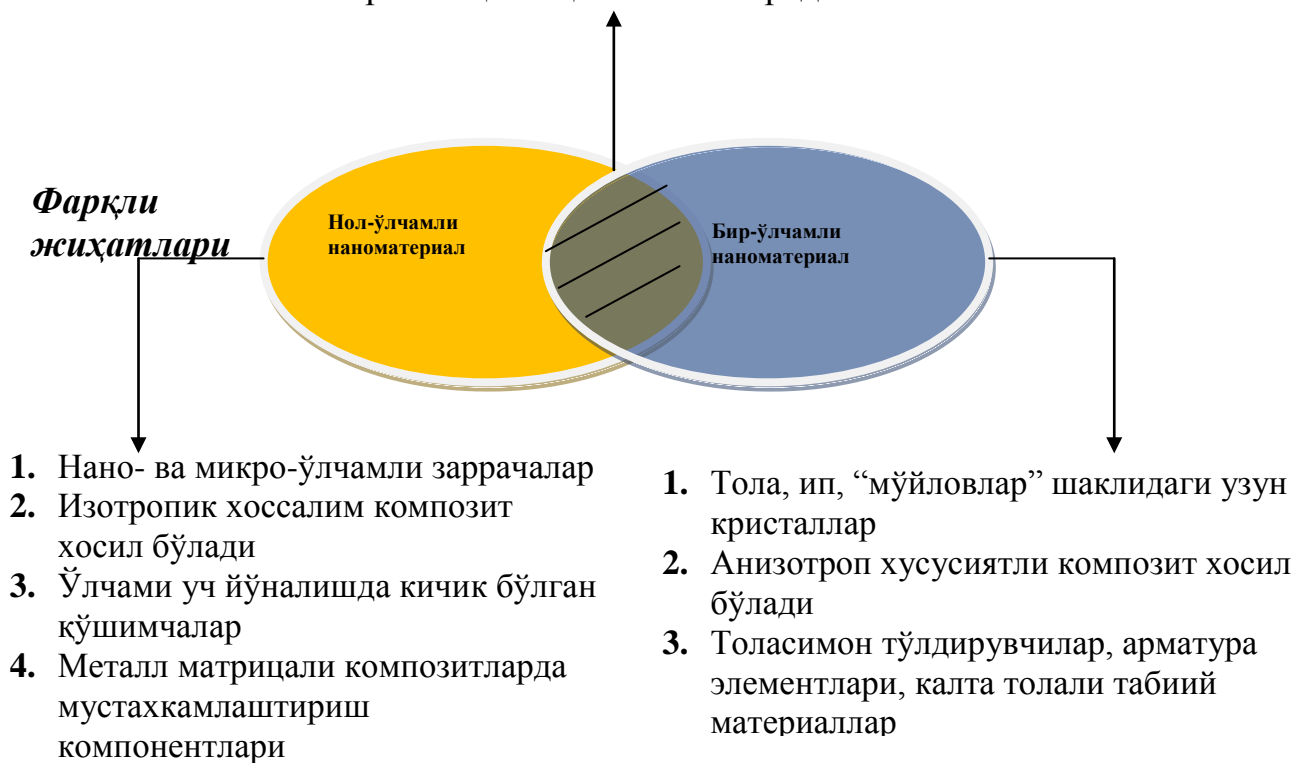 Фарқли
жиҳатлари
Нол-ўлчамли
наноматериал
Бир-ўлчамли
наноматериал
1. Нано- ва микро-ўлчамли заррачалар
2. Изотропик хоссалим композит
хосил бўлади
3. Ўлчами уч йўналишда кичик бўлган
қўшимчалар
4. Металл матрицали композитларда
мустахкамлаштириш
компонентлари
1. Тола, ип, “мўйловлар” шаклидаги узун
кристаллар
2. Анизотроп хусусиятли композит хосил
бўлади
3. Толасимон тўлдирувчилар, арматура
элементлари, калта толали табиий
материаллар